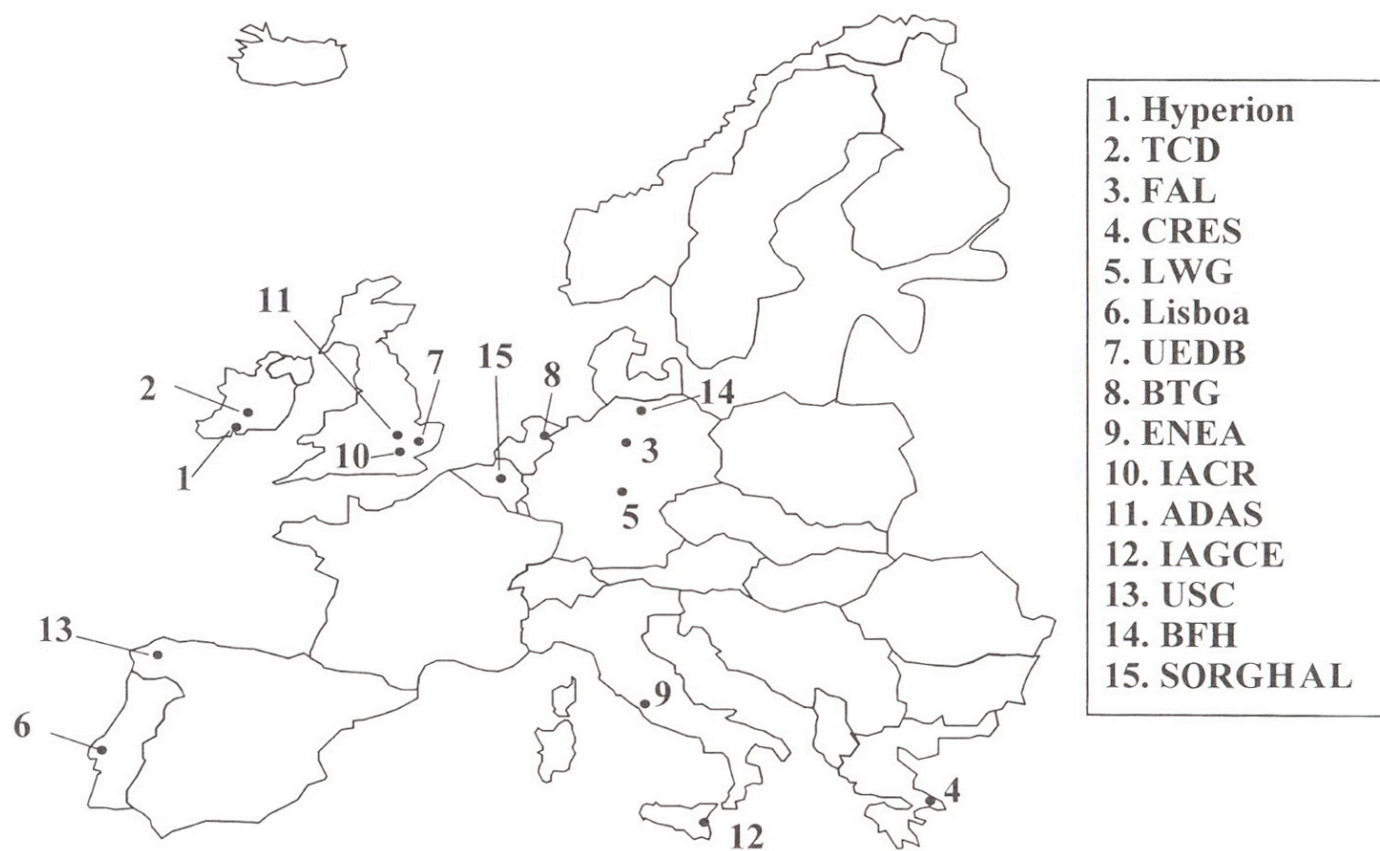 11
7
15
8
2
14
10
3
1
5
13
9
6
4
12
1. Hyperion
2. TCD
3. FAL
4. CRES
5. LWG
6. Lisboa
7. UEDB
8. BTG
9. ENEA
10. IACR
11. ADAS
12. IAGCE
13. USC
14. BFH
15. SORGHAL